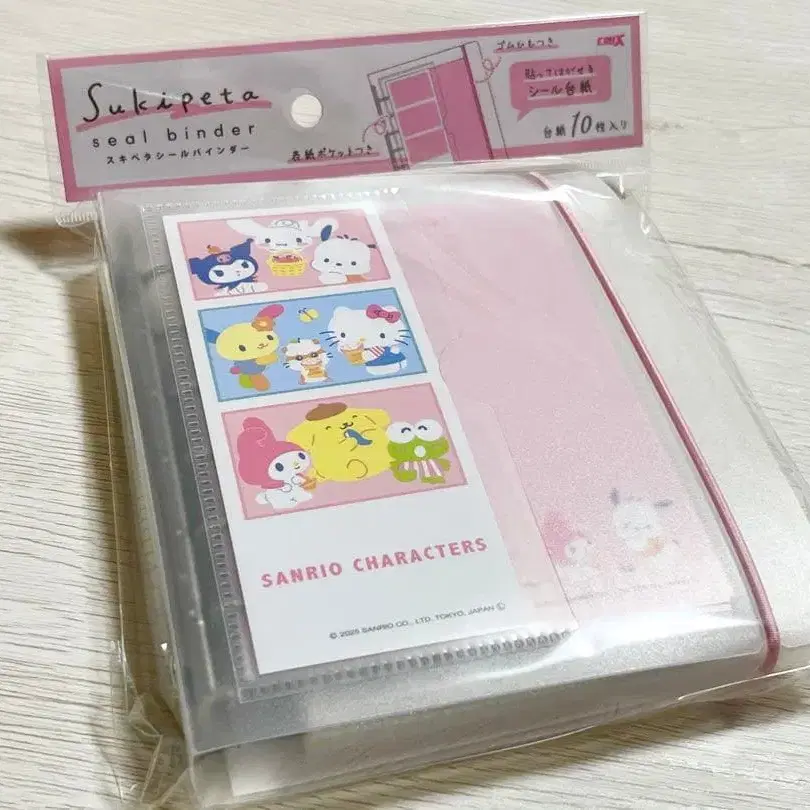 Sukipeta
seal binder
スキペタシールバインダー
表紙ポケットつき
ゴムひもつき
貼ってはがせる
シール台紙
台紙10枚入り
CRUX
SANRIO CHARACTERS
© 2025 SANRIO CO., LTD. TOKYO, JAPAN Ⓛ